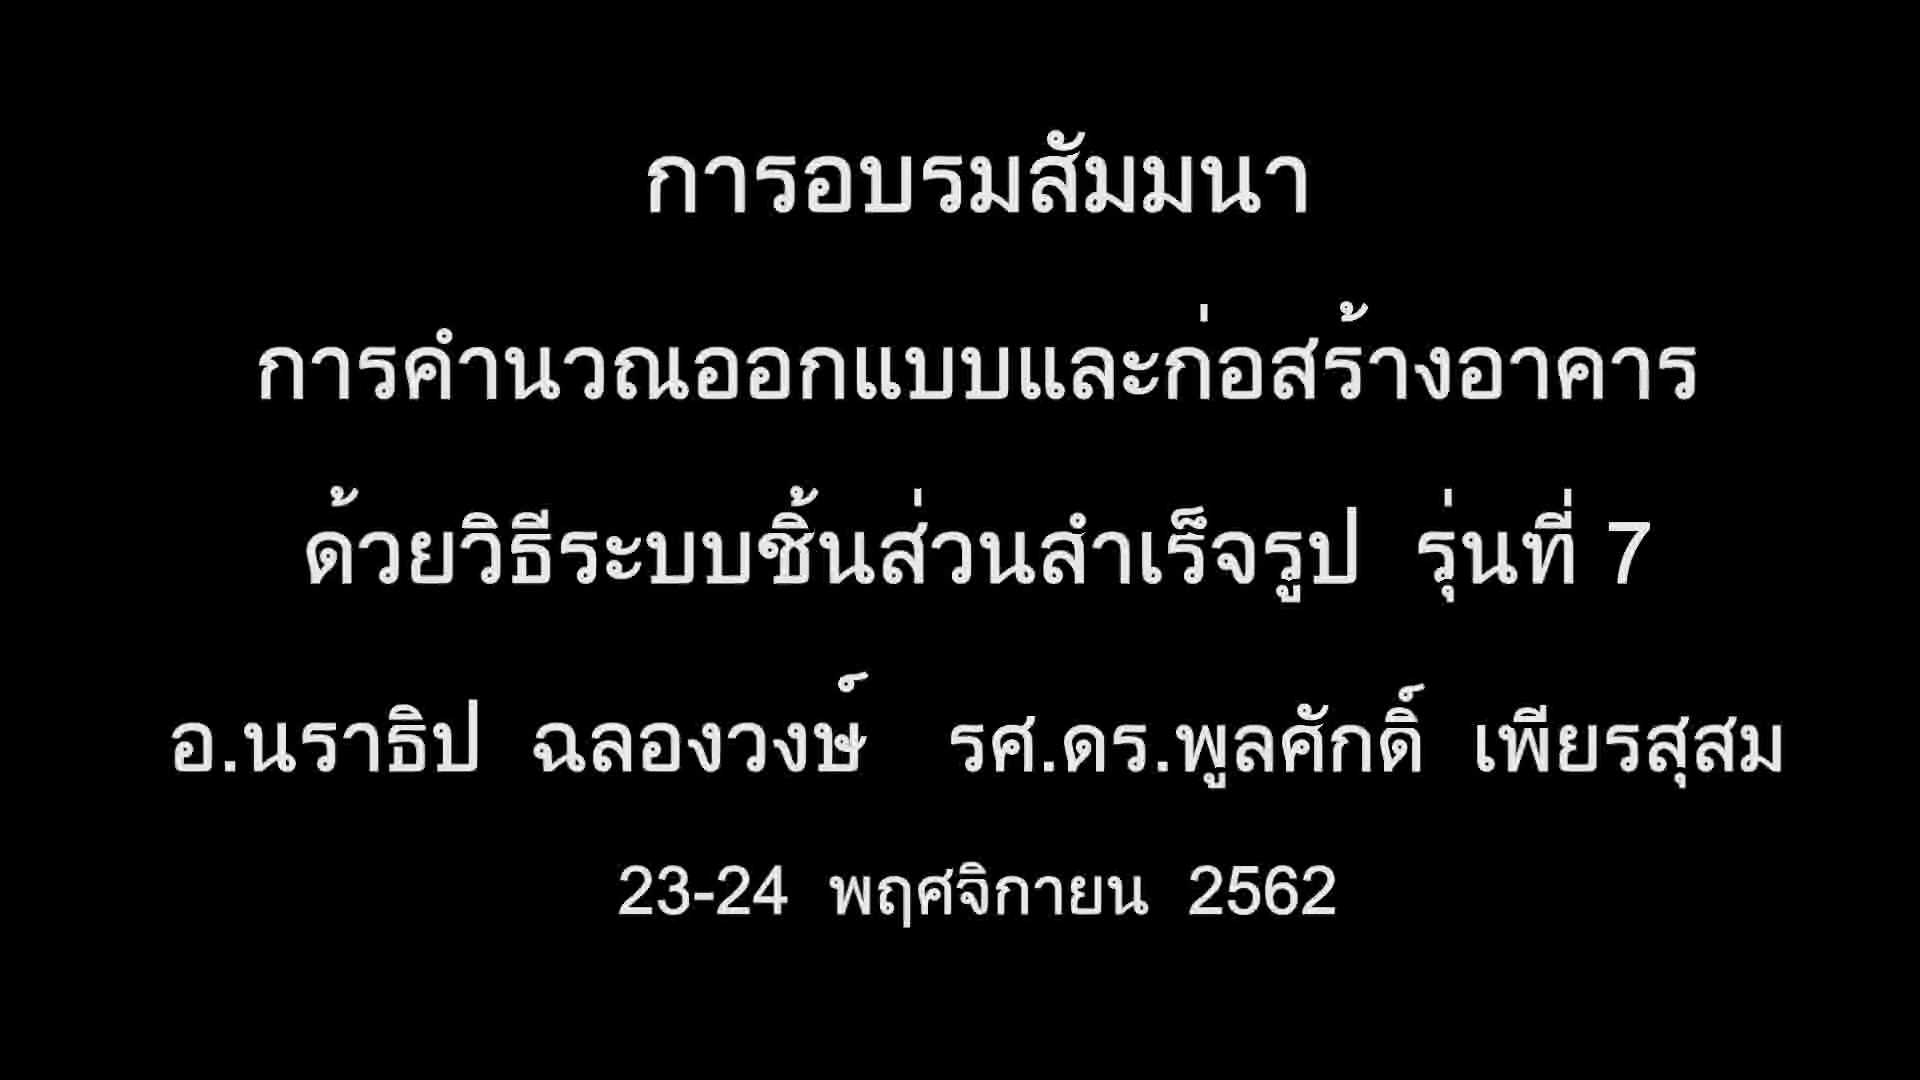 การอบรมสัมมนา
การคำนวณออกแบบและก่อสร้างอาคาร
ด้วยวิธีระบบชิ้นส่วนสำเร็จรูป รุ่นที่ 7
อ.นราธิป ฉลองวงษ์ รศ.ดร.พูลศักดิ์ เพียรสุสม
23-24 พฤศจิกายน 2562